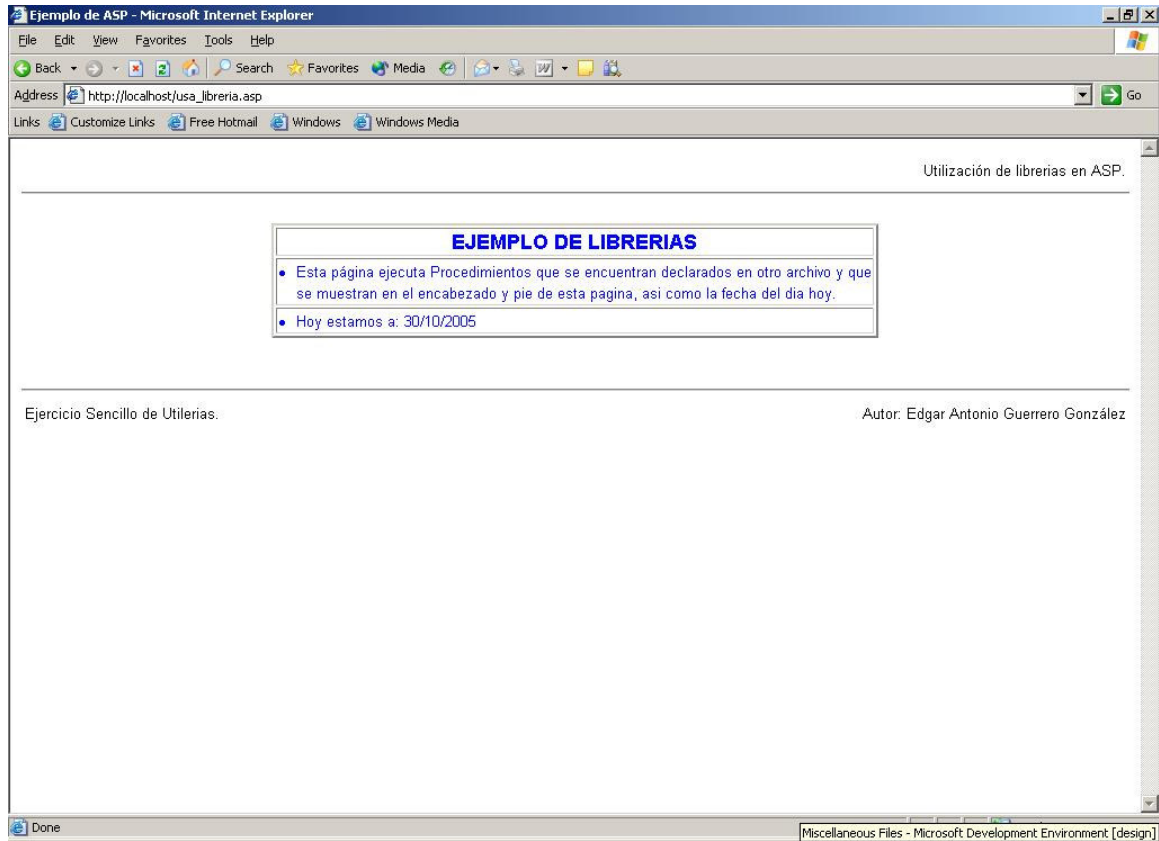 Ejemplo de ASP - Microsoft Internet Explorer
File Edit View Favorites Tools Help
Back Search Favorites Media
Address http://localhost/usa_libreria.asp Go
Links Customize Links Free Hotmail Windows Windows Media
Utilización de librerias en ASP.
EJEMPLO DE LIBRERIAS
• Esta página ejecuta Procedimientos que se encuentran declarados en otro archivo y que
se muestran en el encabezado y pie de esta pagina, asi como la fecha del dia hoy.
• Hoy estamos a: 30/10/2005
Ejercicio Sencillo de Utilerias. Autor: Edgar Antonio Guerrero González
Done
Miscellaneous Files - Microsoft Development Environment [design]